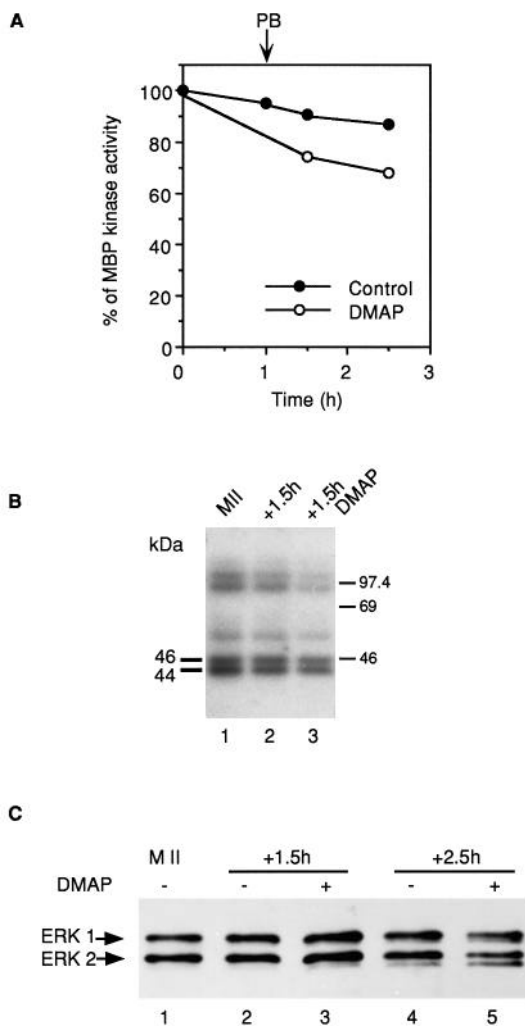 A
PB
100
80
60
40
20
0
% of MBP kinase activity
Control
DMAP
0 1 2 3
Time (h)
B
MII +1.5h +1.5h DMAP
kDa
97.4
69
46 46
44
1 2 3
C
M II +1.5h +2.5h
DMAP - - + - +
ERK 1
ERK 2
1 2 3 4 5